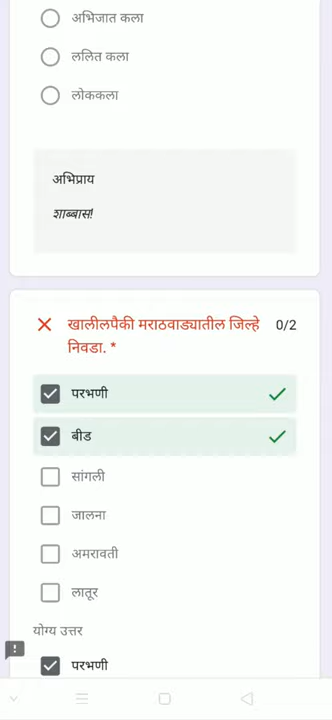 अभिजात कला
ललित कला
लोककला
अभिप्राय
शाब्बास!
खालीलपैकी मराठवाड्यातील जिल्हे 0/2
निवडा. *
परभणी
बीड
सांगली
जालना
अमरावती
लातूर
योग्य उत्तर
परभणी